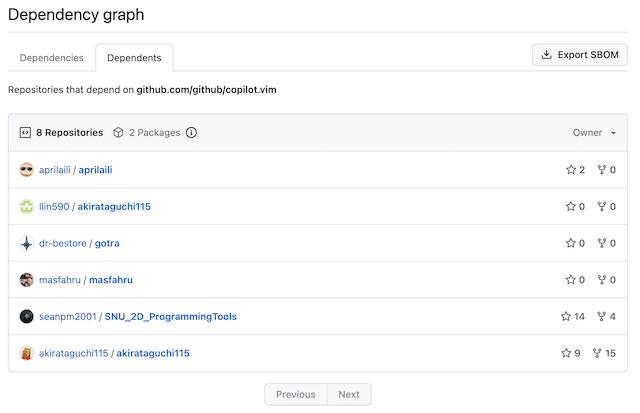 Dependency graph
Dependencies Dependents Export SBOM
Repositories that depend on github.com/github/copilot.vim
8 Repositories 2 Packages Owner
aprilaili / aprilaili 2 0
llin590 / akirataguchi115 0 0
dr-bestore / gotra 0 0
masfahru / masfahru 0 0
seanpm2001 / SNU_2D_ProgrammingTools 14 4
akirataguchi115 / akirataguchi115 9 15
Previous Next